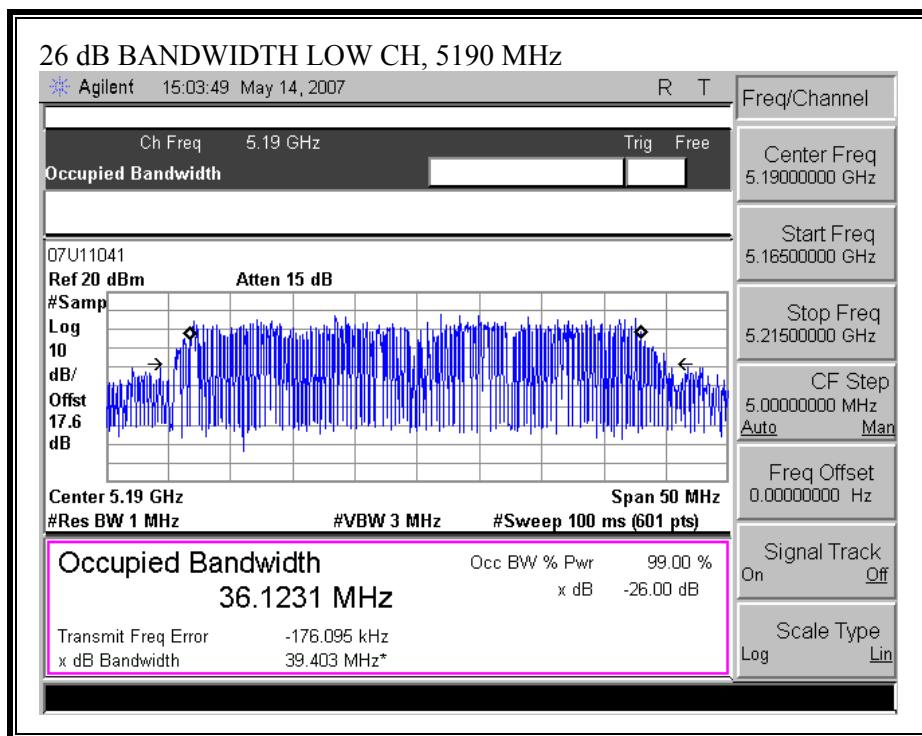 26 dB BANDWIDTH LOW CH, 5190 MHz
Agilent 15:03:49 May 14, 2007 R T
Ch Freq 5.19 GHz Trig Free
Occupied Bandwidth
07U11041
Ref 20 dBm Atten 15 dB
#Samp
Log
10
dB/
Offst
17.6
dB
Center 5.19 GHz Span 50 MHz
#Res BW 1 MHz #VBW 3 MHz #Sweep 100 ms (601 pts)
Occupied Bandwidth Occ BW % Pwr 99.00 %
36.1231 MHz x dB -26.00 dB
Transmit Freq Error -176.095 kHz
x dB Bandwidth 39.403 MHz*
Freq/Channel
Center Freq
5.19000000 GHz
Start Freq
5.16500000 GHz
Stop Freq
5.21500000 GHz
CF Step
5.00000000 MHz
Auto Man
Freq Offset
0.00000000 Hz
Signal Track
On Off
Scale Type
Log Lin